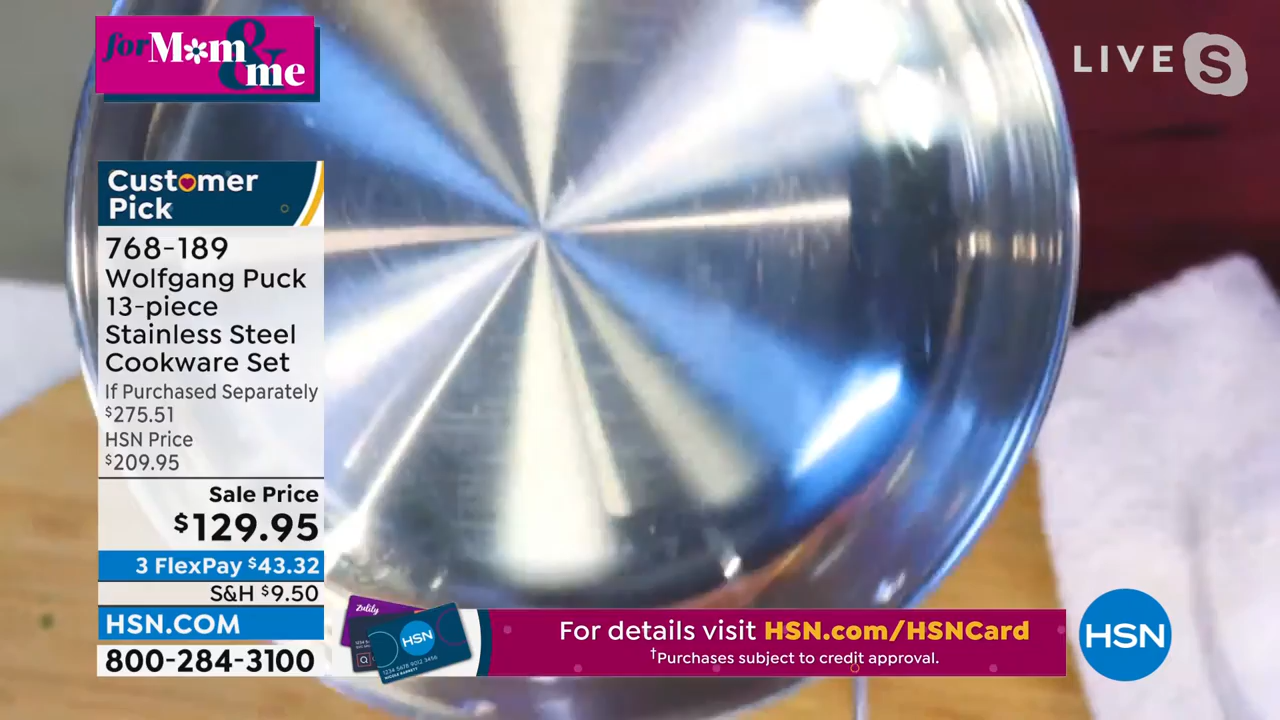 for Mom & me
LIVE S
Customer
Pick
768-189
Wolfgang Puck
13-piece
Stainless Steel
Cookware Set
If Purchased Separately
$275.51
HSN Price
$209.95
Sale Price
$129.95
3 FlexPay $43.32
S&H $9.50
HSN.COM
800-284-3100
Zulily
HSN
For details visit HSN.com/HSNCard
†Purchases subject to credit approval.
HSN